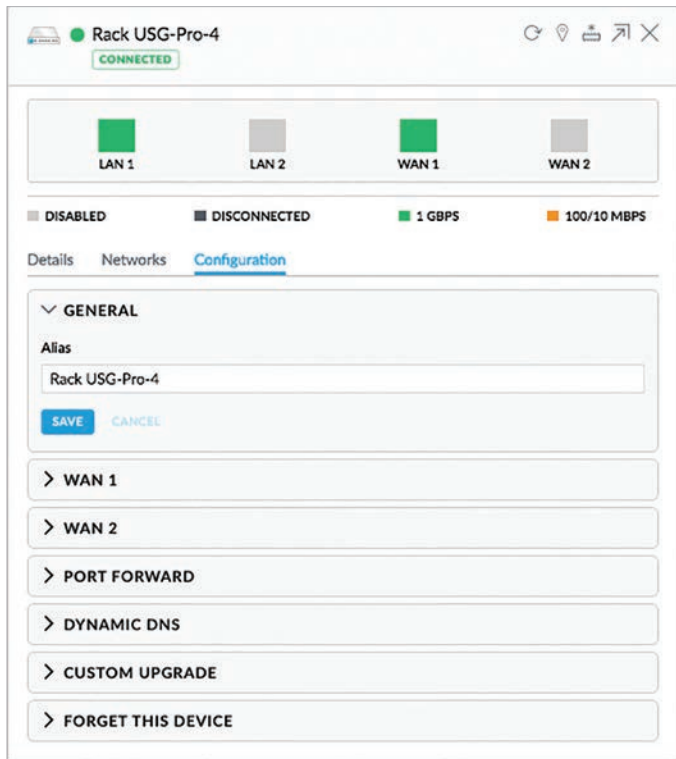 Rack USG-Pro-4
CONNECTED
LAN 1 LAN 2 WAN 1 WAN 2
DISABLED DISCONNECTED 1 GBPS 100/10 MBPS
Details Networks Configuration
GENERAL
Alias
Rack USG-Pro-4
SAVE CANCEL
WAN 1
WAN 2
PORT FORWARD
DYNAMIC DNS
CUSTOM UPGRADE
FORGET THIS DEVICE